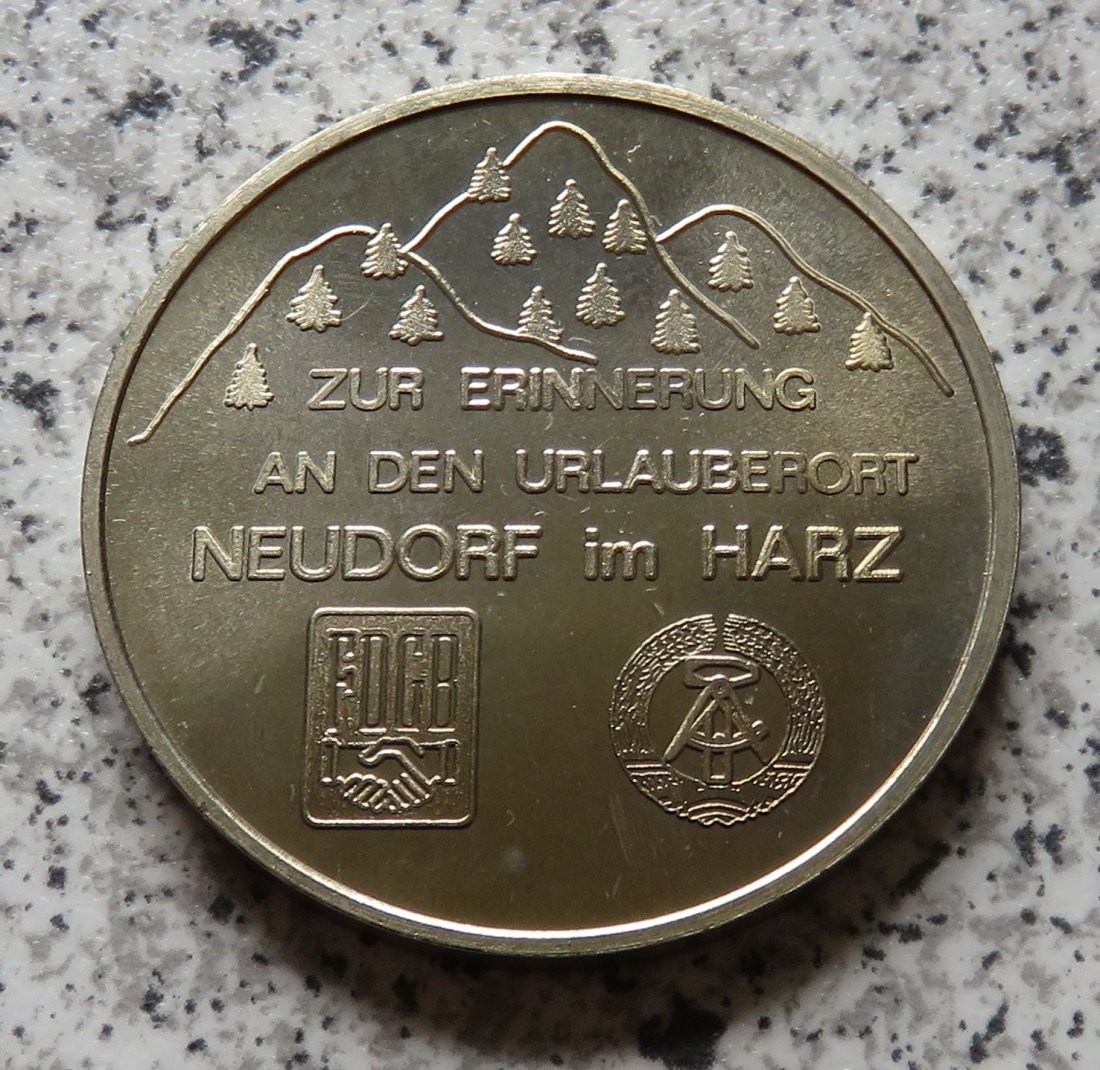 ZUR ERINNERUNG
AN DEN URLAUBERORT
NEUDORF im HARZ
FDGB